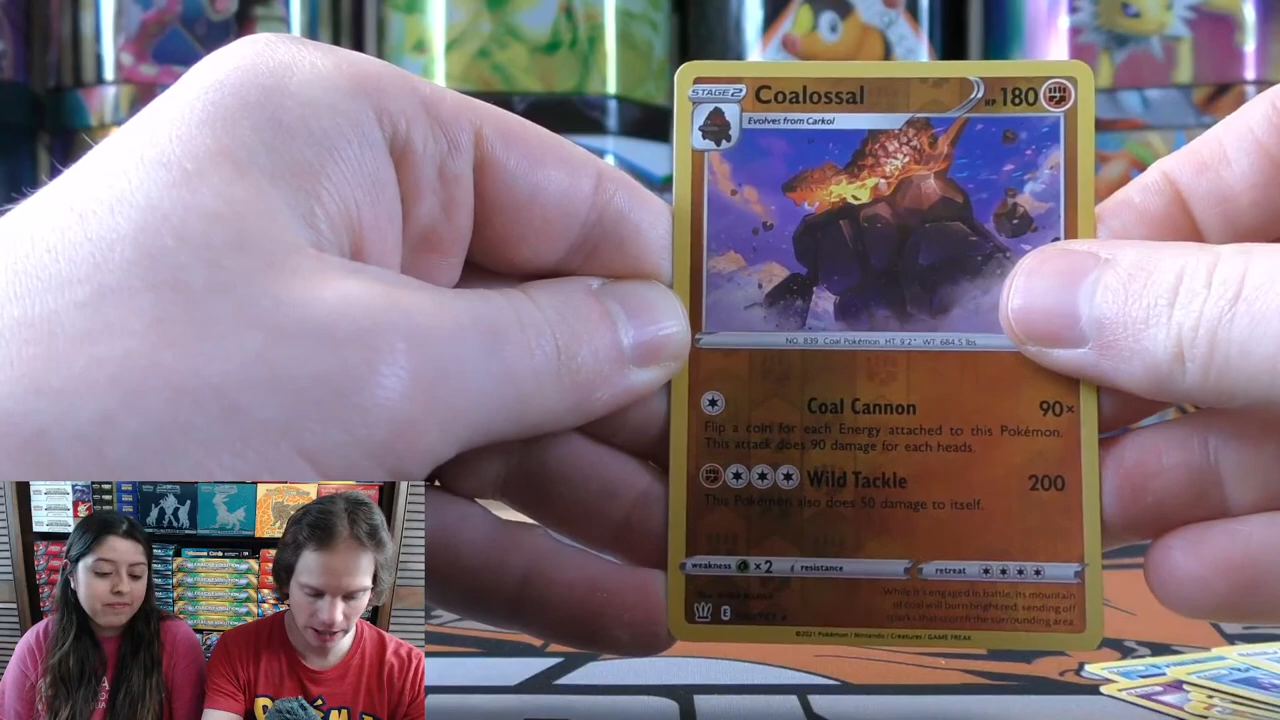 STAGE 2
Coalossal
HP 180
Evolves from Carkol
NO. 839 Coal Pokémon HT: 9'2" WT: 684.5 lbs.
Coal Cannon 90×
Flip a coin for each Energy attached to this Pokémon.
This attack does 90 damage for each heads.
Wild Tackle 200
This Pokémon also does 50 damage to itself.
weakness ×2 resistance retreat
While it's engaged in battle, its mountain
of coal will burn bright red, sending off
sparks that scorch the surrounding area.
E
©2021 Pokémon / Nintendo / Creatures / GAME FREAK